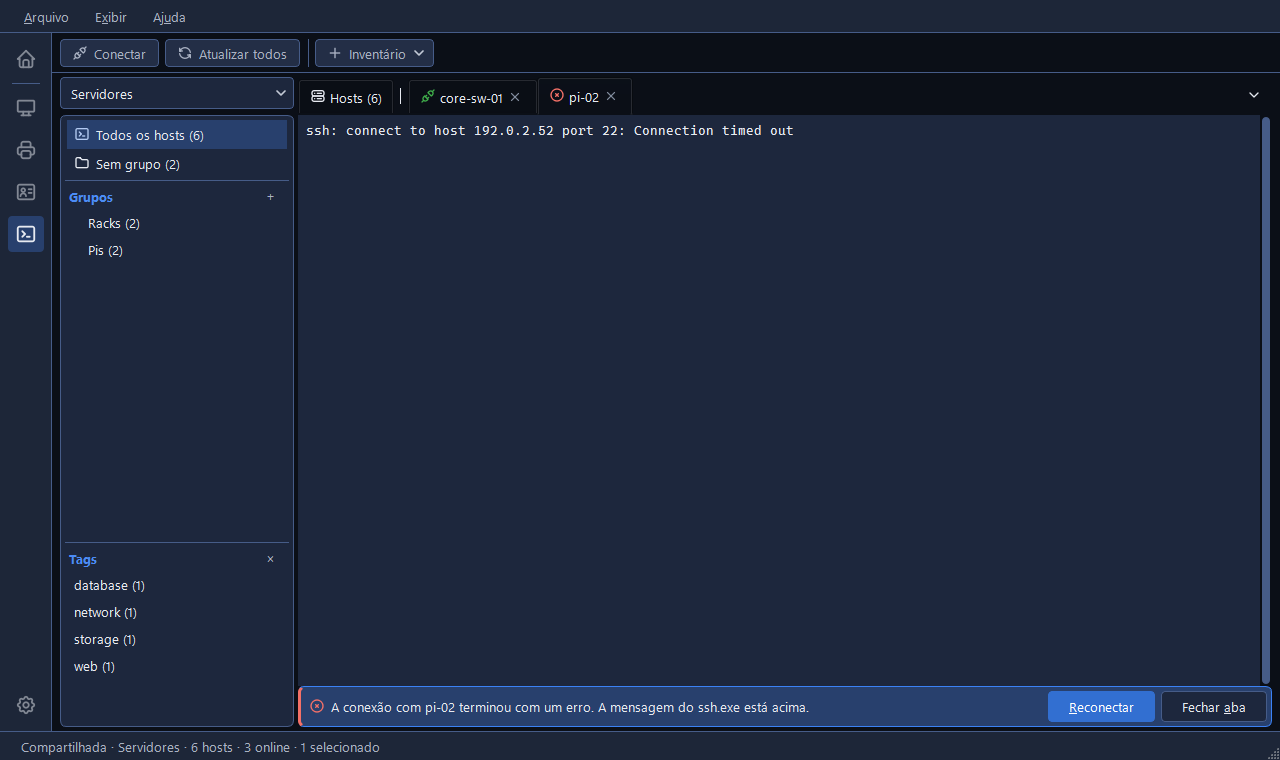 Arquivo Exibir Ajuda
Conectar Atualizar todos Inventário
Servidores
Hosts (6) core-sw-01 pi-02
Todos os hosts (6)
Sem grupo (2)
Grupos +
Racks (2)
Pis (2)
Tags ×
database (1)
network (1)
storage (1)
web (1)
ssh: connect to host 192.0.2.52 port 22: Connection timed out
A conexão com pi-02 terminou com um erro. A mensagem do ssh.exe está acima. Reconectar Fechar aba
Compartilhada · Servidores · 6 hosts · 3 online · 1 selecionado